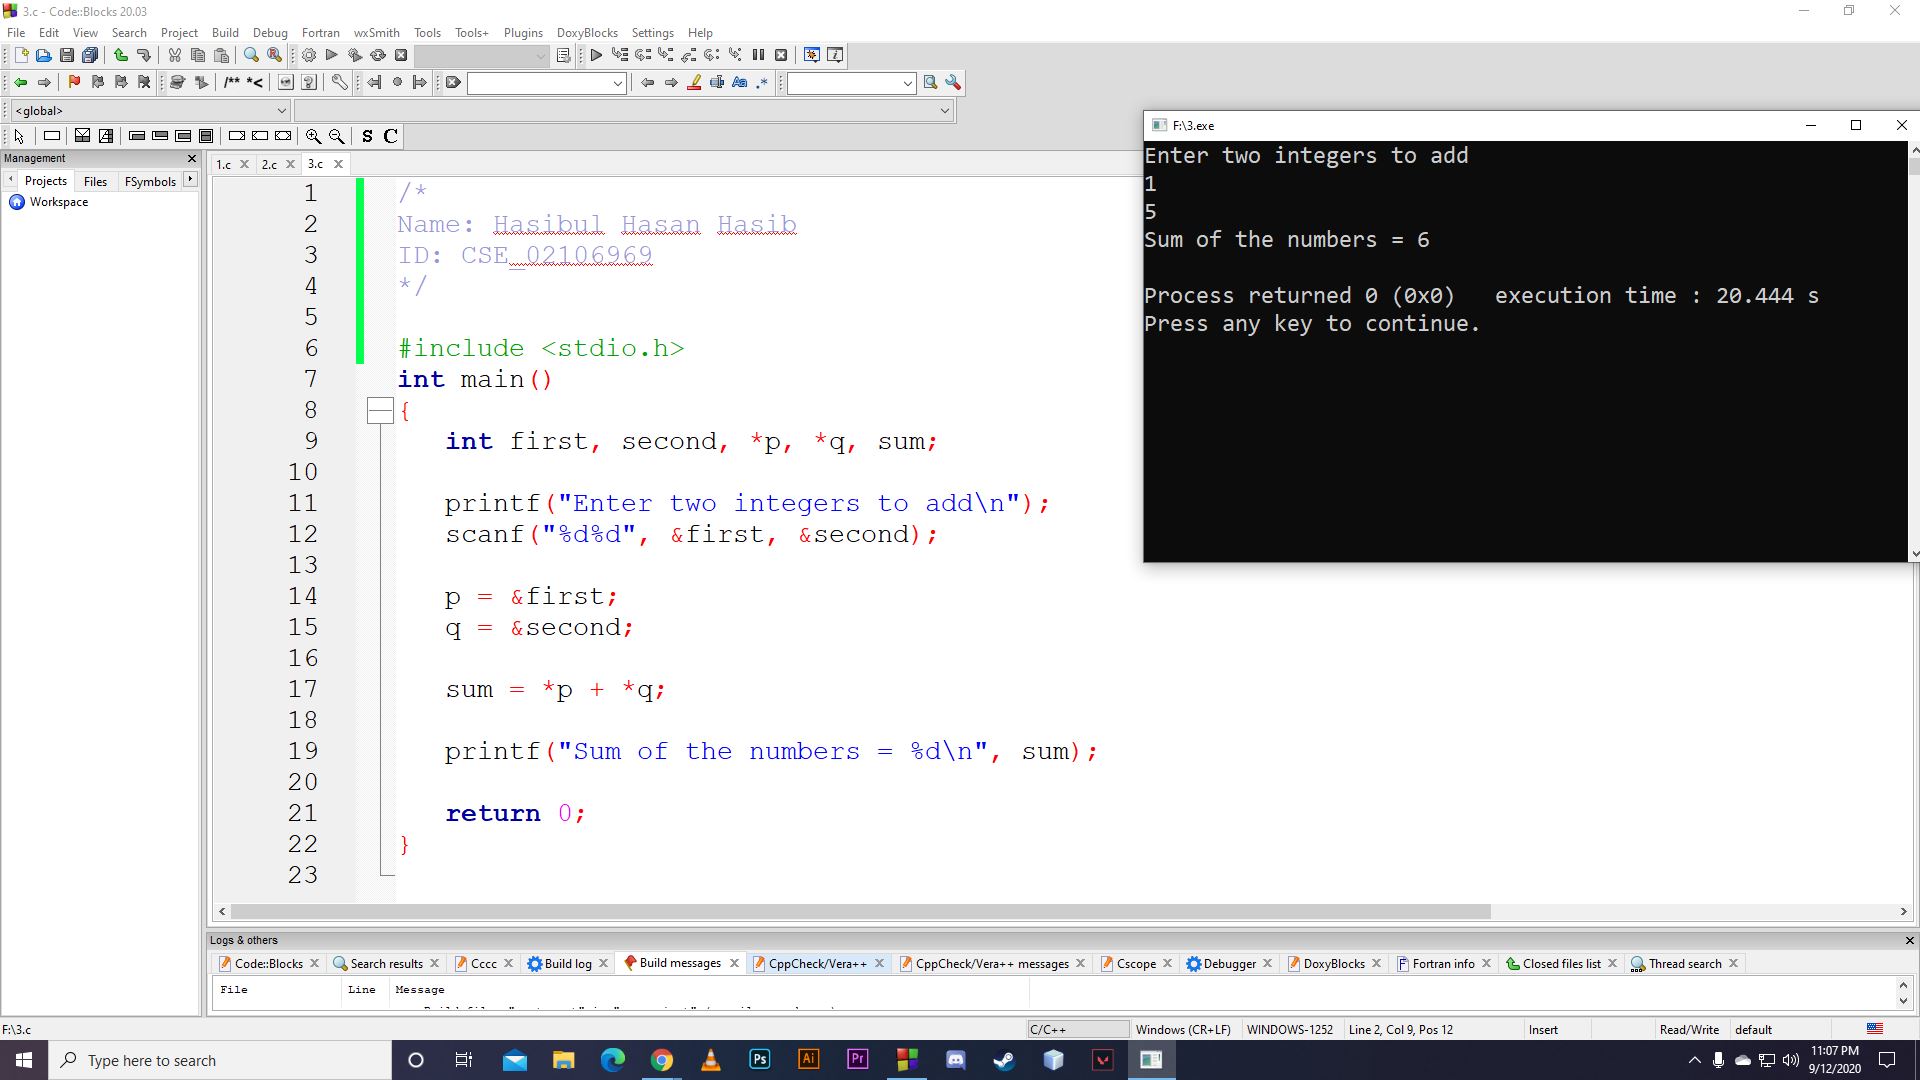 3.c - Code::Blocks 20.03
File Edit View Search Project Build Debug Fortran wxSmith Tools Tools+ Plugins DoxyBlocks Settings Help
/** *<
Aa .*
<global>
S C
Management
Projects Files FSymbols
Workspace
1.c 2.c 3.c
1 /*
2 Name: Hasibul Hasan Hasib
3 ID: CSE_02106969
4 */
5
6 #include <stdio.h>
7 int main()
8 {
9 int first, second, *p, *q, sum;
10
11 printf("Enter two integers to add\n");
12 scanf("%d%d", &first, &second);
13
14 p = &first;
15 q = &second;
16
17 sum = *p + *q;
18
19 printf("Sum of the numbers = %d\n", sum);
20
21 return 0;
22 }
23
F:\3.exe
Enter two integers to add
1
5
Sum of the numbers = 6
Process returned 0 (0x0) execution time : 20.444 s
Press any key to continue.
Logs & others
Code::Blocks Search results Cccc Build log Build messages CppCheck/Vera++ CppCheck/Vera++ messages Cscope Debugger DoxyBlocks Fortran info Closed files list Thread search
File Line Message
F:\3.c C/C++ Windows (CR+LF) WINDOWS-1252 Line 2, Col 9, Pos 12 Insert Read/Write default
Type here to search
Ps Ai Pr
11:07 PM
9/12/2020